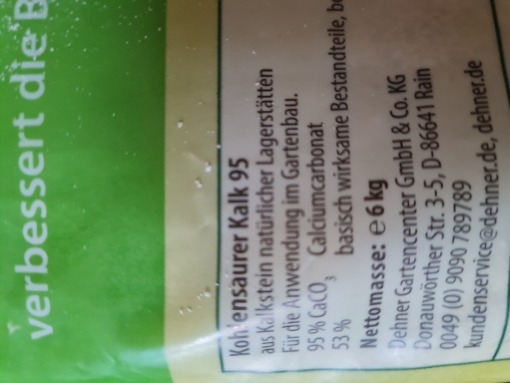 verbessert die B
Kohlensaurer Kalk 95
aus Kalkstein natürlicher Lagerstätten
Für die Anwendung im Gartenbau.
95 % CaCO₃ Calciumcarbonat
53 % basisch wirksame Bestandteile, be
Nettomasse: e 6 kg
Dehner Gartencenter GmbH & Co. KG
Donauwörther Str. 3-5, D-86641 Rain
0049 (0) 9090 789789
kundenservice@dehner.de, dehner.de